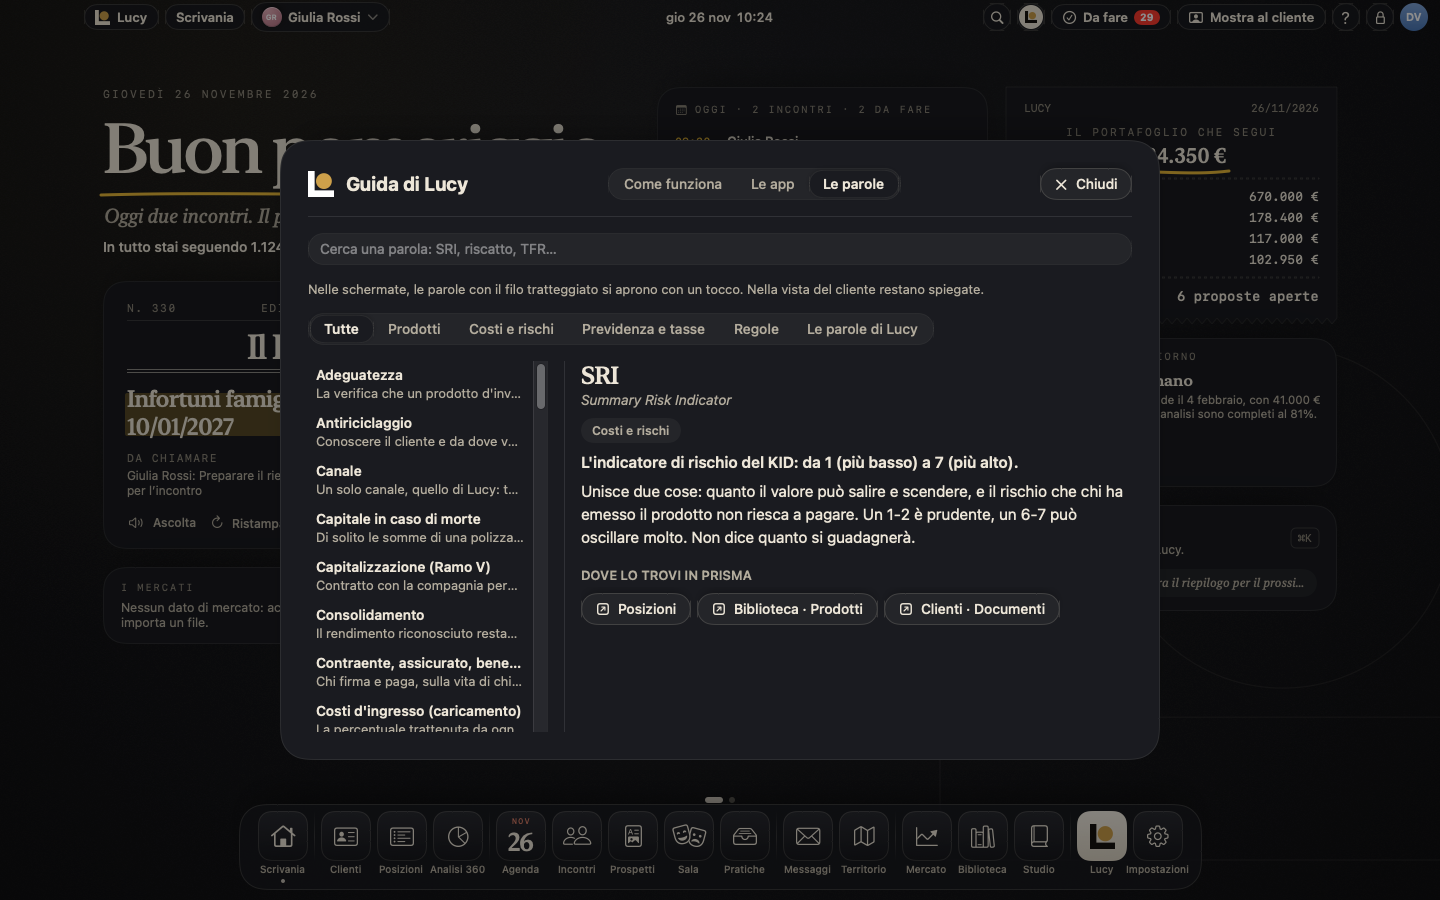 Lucy
Scrivania
GR Giulia Rossi
gio 26 nov 10:24
Da fare 29
Mostra al cliente
?
DV
GIOVEDÌ 26 NOVEMBRE 2026
Buon
Oggi due incontri. Il
In tutto stai seguendo 1.124
OGGI · 2 INCONTRI · 2 DA FARE
Giulia Rossi
LUCY 26/11/2026
IL PORTAFOGLIO CHE SEGUI
4.350 €
670.000 €
178.400 €
117.000 €
102.950 €
6 proposte aperte
N. 330
Infortuni
10/01/2027
DA CHIAMARE
Giulia Rossi: Preparare il
per l'incontro
Ascolta
I MERCATI
Nessun dato di mercato:
importa un file.
de il 4 febbraio, con 41.000 €
analisi sono completi al 81%.
⌘K
il riepilogo per il prossi...
Guida di Lucy
Come funziona
Le app
Le parole
Chiudi
Cerca una parola: SRI, riscatto, TFR...
Nelle schermate, le parole con il filo tratteggiato si aprono con un tocco. Nella vista del cliente restano spiegate.
Tutte
Prodotti
Costi e rischi
Previdenza e tasse
Regole
Le parole di Lucy
Adeguatezza
La verifica che un prodotto d'inv...
Antiriciclaggio
Conoscere il cliente e da dove v...
Canale
Un solo canale, quello di Lucy: t...
Capitale in caso di morte
Di solito le somme di una polizza...
Capitalizzazione (Ramo V)
Contratto con la compagnia per...
Consolidamento
Il rendimento riconosciuto resta...
Contraente, assicurato, bene...
Chi firma e paga, sulla vita di chi...
Costi d'ingresso (caricamento)
La percentuale trattenuta da ogn...
SRI
Summary Risk Indicator
Costi e rischi
L'indicatore di rischio del KID: da 1 (più basso) a 7 (più alto).
Unisce due cose: quanto il valore può salire e scendere, e il rischio che chi ha
emesso il prodotto non riesca a pagare. Un 1-2 è prudente, un 6-7 può
oscillare molto. Non dice quanto si guadagnerà.
DOVE LO TROVI IN PRISMA
Posizioni
Biblioteca · Prodotti
Clienti · Documenti
NOV
26
Scrivania
Clienti
Posizioni
Analisi 360
Agenda
Incontri
Prospetti
Sala
Pratiche
Messaggi
Territorio
Mercato
Biblioteca
Studio
Lucy
Impostazioni